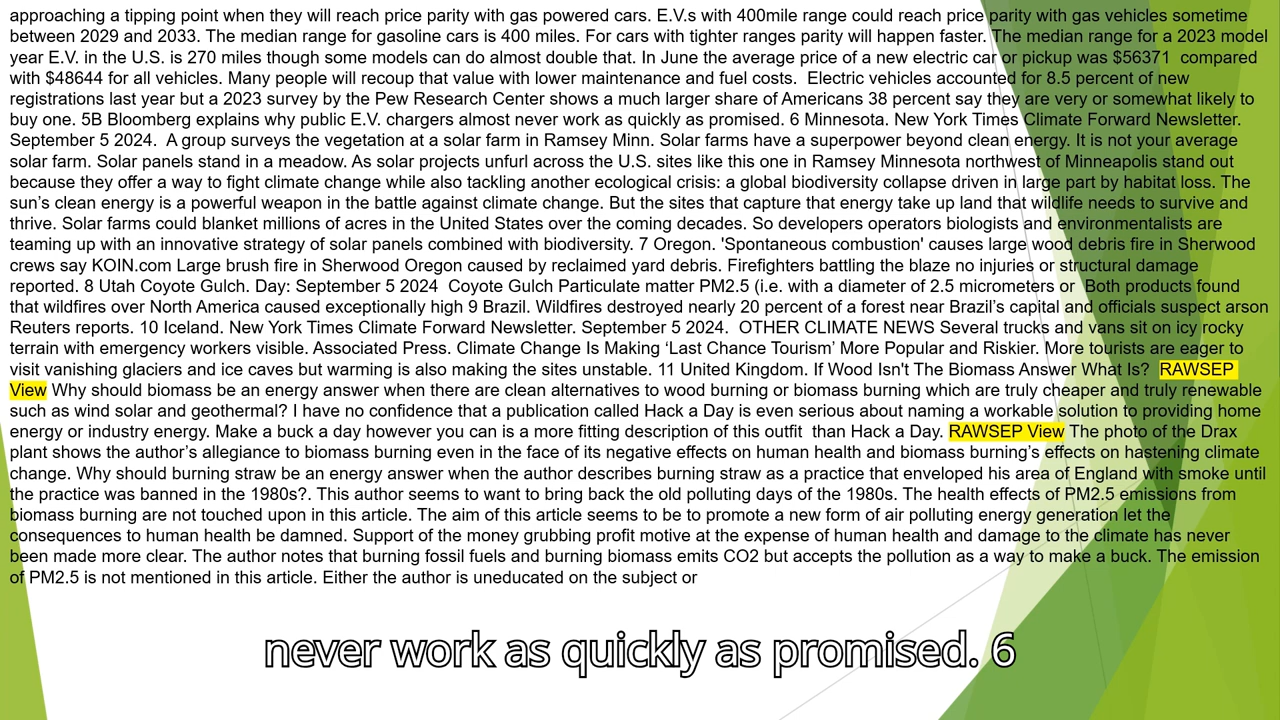 approaching a tipping point when they will reach price parity with gas powered cars. E.V.s with 400mile range could reach price parity with gas vehicles sometime
between 2029 and 2033. The median range for gasoline cars is 400 miles. For cars with tighter ranges parity will happen faster. The median range for a 2023 model
year E.V. in the U.S. is 270 miles though some models can do almost double that. In June the average price of a new electric car or pickup was $56371  compared
with $48644 for all vehicles. Many people will recoup that value with lower maintenance and fuel costs.  Electric vehicles accounted for 8.5 percent of new
registrations last year but a 2023 survey by the Pew Research Center shows a much larger share of Americans 38 percent say they are very or somewhat likely to
buy one. 5B Bloomberg explains why public E.V. chargers almost never work as quickly as promised. 6 Minnesota. New York Times Climate Forward Newsletter.
September 5 2024.  A group surveys the vegetation at a solar farm in Ramsey Minn. Solar farms have a superpower beyond clean energy. It is not your average
solar farm. Solar panels stand in a meadow. As solar projects unfurl across the U.S. sites like this one in Ramsey Minnesota northwest of Minneapolis stand out
because they offer a way to fight climate change while also tackling another ecological crisis: a global biodiversity collapse driven in large part by habitat loss. The
sun’s clean energy is a powerful weapon in the battle against climate change. But the sites that capture that energy take up land that wildlife needs to survive and
thrive. Solar farms could blanket millions of acres in the United States over the coming decades. So developers operators biologists and environmentalists are
teaming up with an innovative strategy of solar panels combined with biodiversity. 7 Oregon. 'Spontaneous combustion' causes large wood debris fire in Sherwood
crews say KOIN.com Large brush fire in Sherwood Oregon caused by reclaimed yard debris. Firefighters battling the blaze no injuries or structural damage
reported. 8 Utah Coyote Gulch. Day: September 5 2024  Coyote Gulch Particulate matter PM2.5 (i.e. with a diameter of 2.5 micrometers or  Both products found
that wildfires over North America caused exceptionally high 9 Brazil. Wildfires destroyed nearly 20 percent of a forest near Brazil’s capital and officials suspect arson
Reuters reports. 10 Iceland. New York Times Climate Forward Newsletter. September 5 2024.  OTHER CLIMATE NEWS Several trucks and vans sit on icy rocky
terrain with emergency workers visible. Associated Press. Climate Change Is Making ‘Last Chance Tourism’ More Popular and Riskier. More tourists are eager to
visit vanishing glaciers and ice caves but warming is also making the sites unstable. 11 United Kingdom. If Wood Isn't The Biomass Answer What Is?  RAWSEP
View Why should biomass be an energy answer when there are clean alternatives to wood burning or biomass burning which are truly cheaper and truly renewable
such as wind solar and geothermal? I have no confidence that a publication called Hack a Day is even serious about naming a workable solution to providing home
energy or industry energy. Make a buck a day however you can is a more fitting description of this outfit  than Hack a Day. RAWSEP View The photo of the Drax
plant shows the author’s allegiance to biomass burning even in the face of its negative effects on human health and biomass burning’s effects on hastening climate
change. Why should burning straw be an energy answer when the author describes burning straw as a practice that enveloped his area of England with smoke until
the practice was banned in the 1980s?. This author seems to want to bring back the old polluting days of the 1980s. The health effects of PM2.5 emissions from
biomass burning are not touched upon in this article. The aim of this article seems to be to promote a new form of air polluting energy generation let the
consequences to human health be damned. Support of the money grubbing profit motive at the expense of human health and damage to the climate has never
been made more clear. The author notes that burning fossil fuels and burning biomass emits CO2 but accepts the pollution as a way to make a buck. The emission
of PM2.5 is not mentioned in this article. Either the author is uneducated on the subject or
never work as quickly as promised. 6